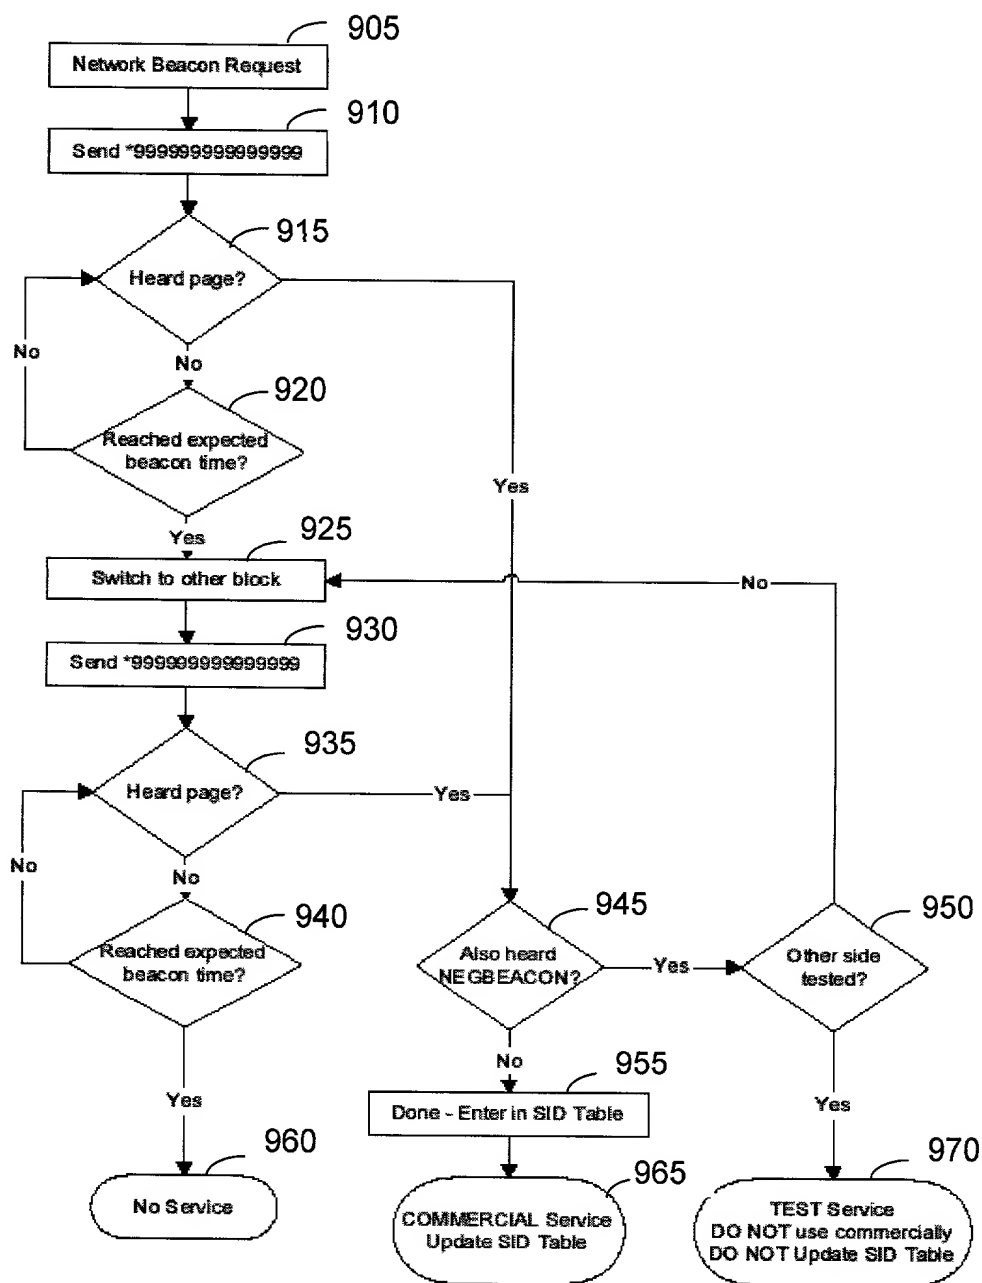 905
Network Beacon Request
910
Send *999999999999999
915
Heard page?
No
No
920
Reached expected
beacon time?
Yes
Yes
925
Switch to other block
No
930
Send *999999999999999
935
Heard page?
Yes
No
No
940
Reached expected
beacon time?
945
Also heard
NEGBEACON?
Yes
950
Other side
tested?
No
955
Done - Enter in SID Table
Yes
Yes
960
No Service
965
COMMERCIAL Service
Update SID Table
970
TEST Service
DO NOT use commercially
DO NOT Update SID Table